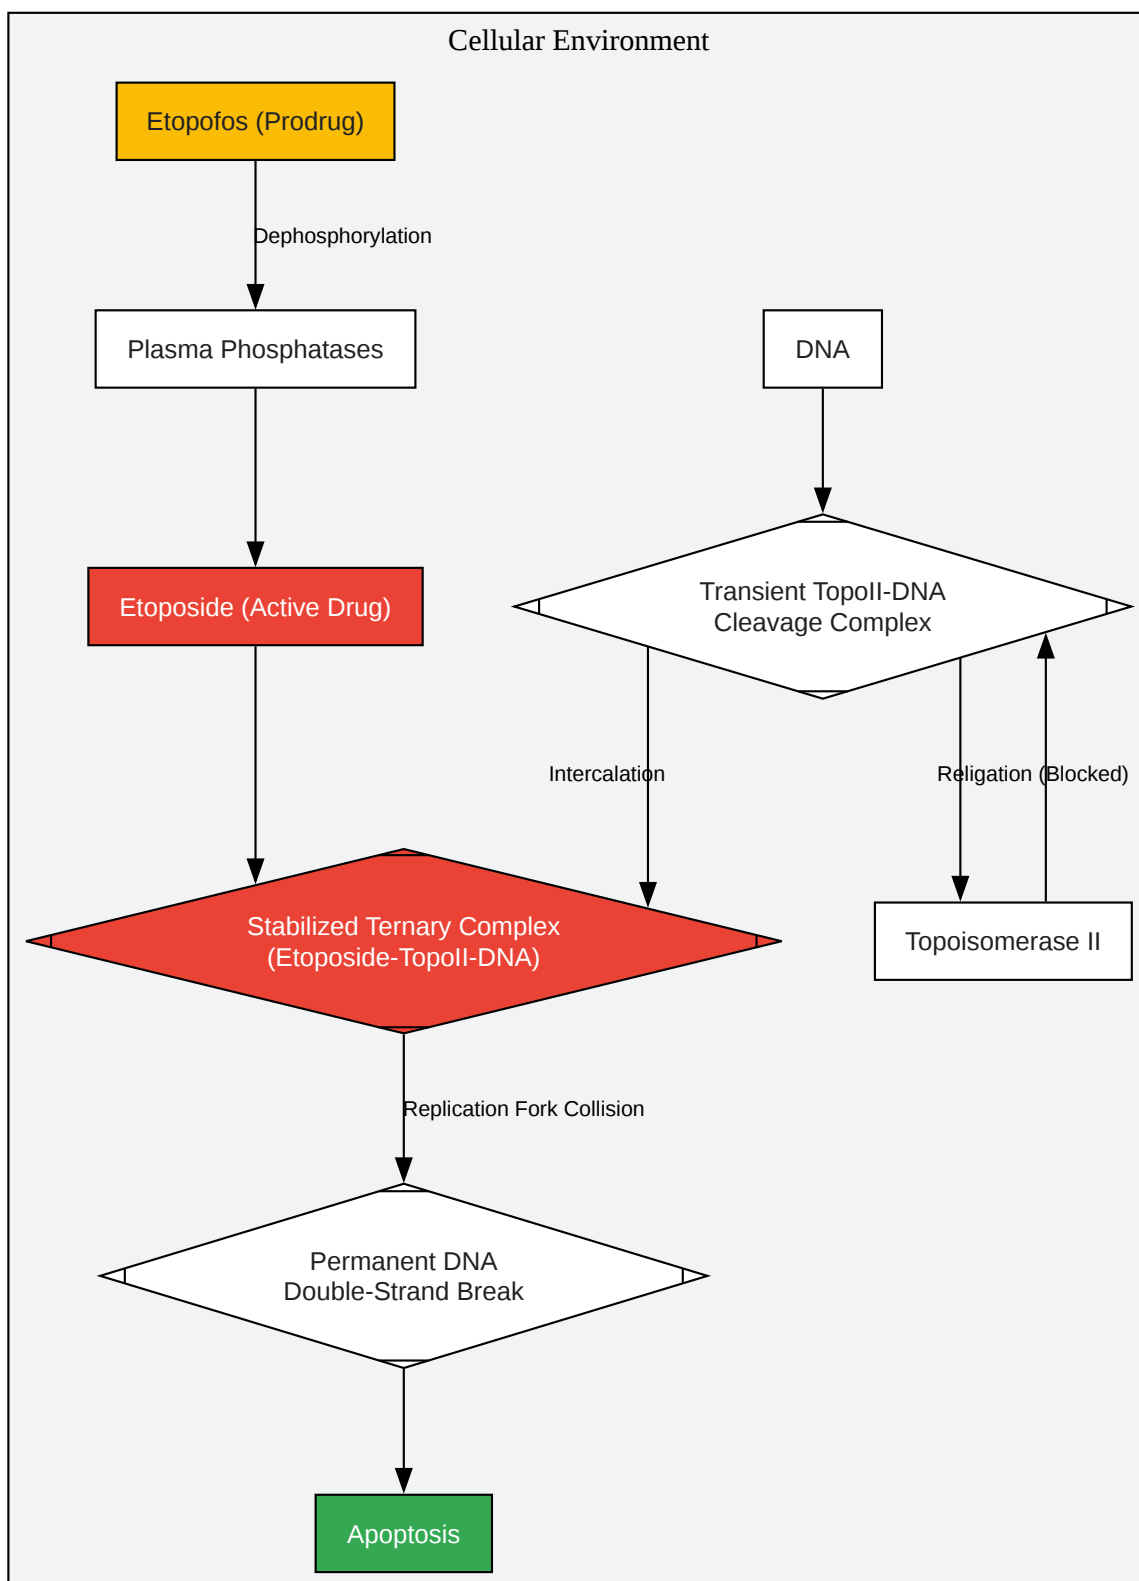 Cellular Environment
Etopofos (Prodrug)
Dephosphorylation
Plasma Phosphatases
DNA
Etoposide (Active Drug)
Transient TopoII-DNA
Cleavage Complex
Intercalation
Religation (Blocked)
Stabilized Ternary Complex
(Etoposide-TopoII-DNA)
Topoisomerase II
Replication Fork Collision
Permanent DNA
Double-Strand Break
Apoptosis